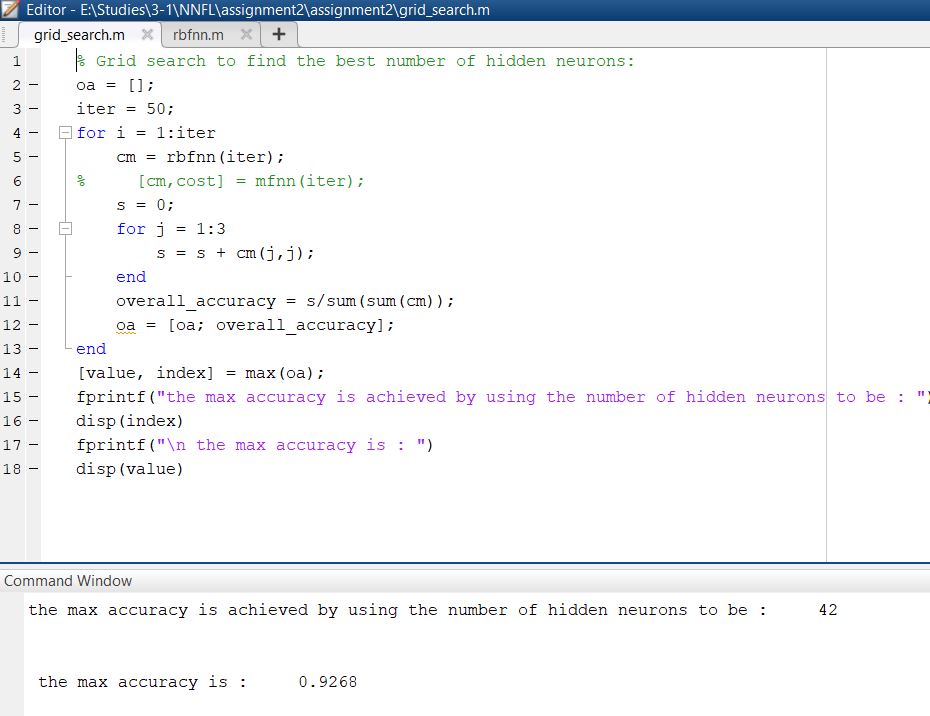 Editor - E:\Studies\3-1\NNFL\assignment2\assignment2\grid_search.m
grid_search.m rbfnn.m +
1 % Grid search to find the best number of hidden neurons:
2 - oa = [];
3 - iter = 50;
4 - for i = 1:iter
5 - cm = rbfnn(iter);
6 % [cm,cost] = mfnn(iter);
7 - s = 0;
8 - for j = 1:3
9 - s = s + cm(j,j);
10 - end
11 - overall_accuracy = s/sum(sum(cm));
12 - oa = [oa; overall_accuracy];
13 - end
14 - [value, index] = max(oa);
15 - fprintf("the max accuracy is achieved by using the number of hidden neurons to be : ")
16 - disp(index)
17 - fprintf("\n the max accuracy is : ")
18 - disp(value)
Command Window
the max accuracy is achieved by using the number of hidden neurons to be : 42
the max accuracy is : 0.9268